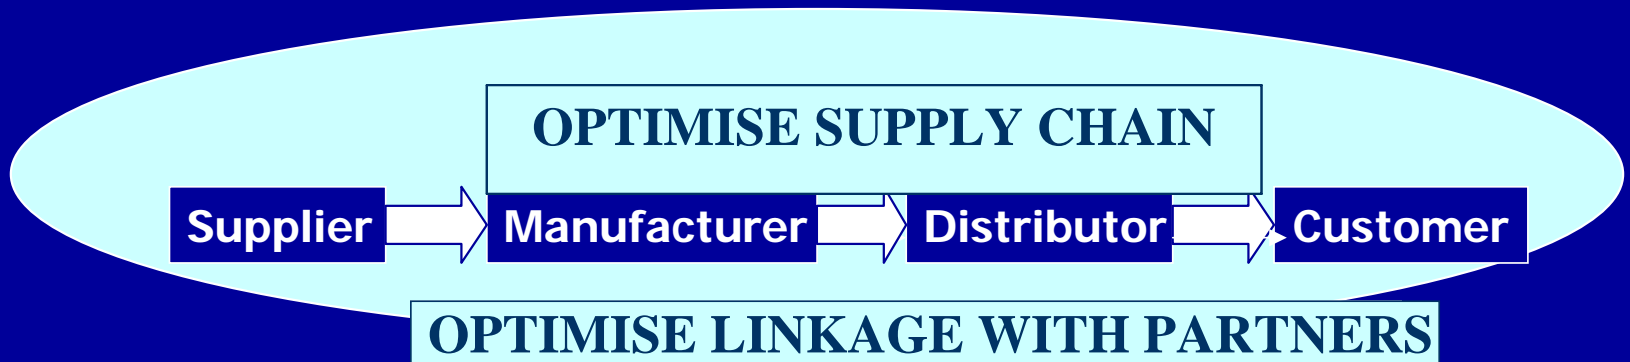 OPTIMISE SUPPLY CHAIN
Supplier Manufacturer Distributor Customer
OPTIMISE LINKAGE WITH PARTNERS